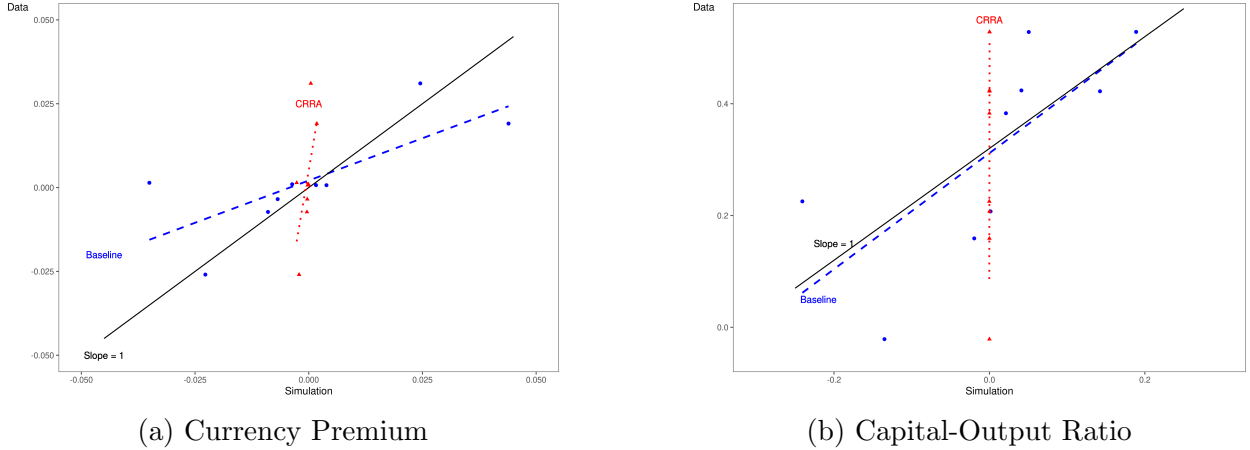 Data
0.050
0.025
0.000
-0.025
-0.050
CRRA
Baseline
Slope = 1
-0.050
-0.025
0.000
0.025
0.050
Simulation
(a) Currency Premium
Data
0.4
0.2
0.0
CRRA
Slope = 1
Baseline
-0.2
0.0
0.2
Simulation
(b) Capital-Output Ratio